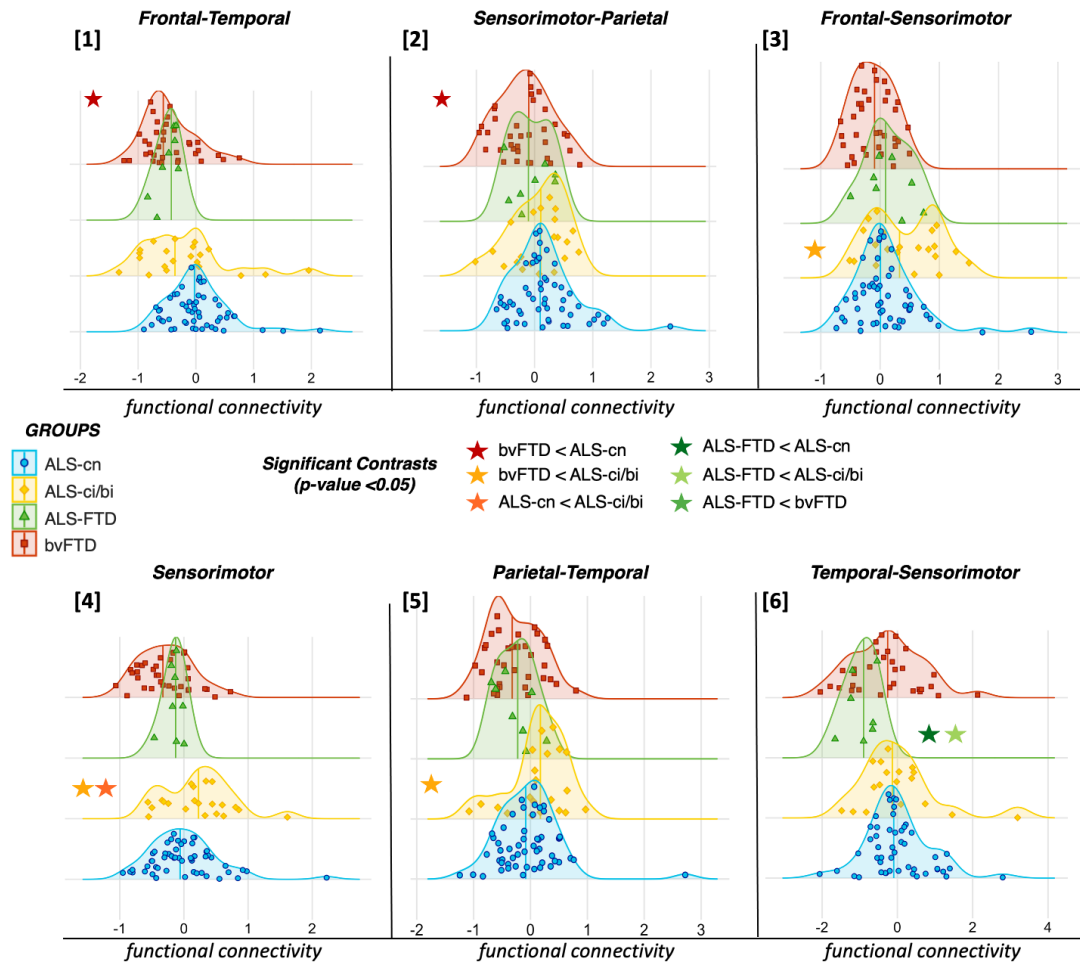 Frontal-Temporal
Sensorimotor-Parietal
Frontal-Sensorimotor
[1]
[2]
[3]
-2 -1 0 1 2
-1 0 1 2 3
-1 0 1 2 3
functional connectivity
functional connectivity
functional connectivity
GROUPS
ALS-cn
ALS-ci/bi
ALS-FTD
bvFTD
Significant Contrasts
(p-value <0.05)
bvFTD < ALS-cn
bvFTD < ALS-ci/bi
ALS-cn < ALS-ci/bi
ALS-FTD < ALS-cn
ALS-FTD < ALS-ci/bi
ALS-FTD < bvFTD
Sensorimotor
Parietal-Temporal
Temporal-Sensorimotor
[4]
[5]
[6]
-1 0 1 2
-2 -1 0 1 2 3
-2 0 2 4
functional connectivity
functional connectivity
functional connectivity